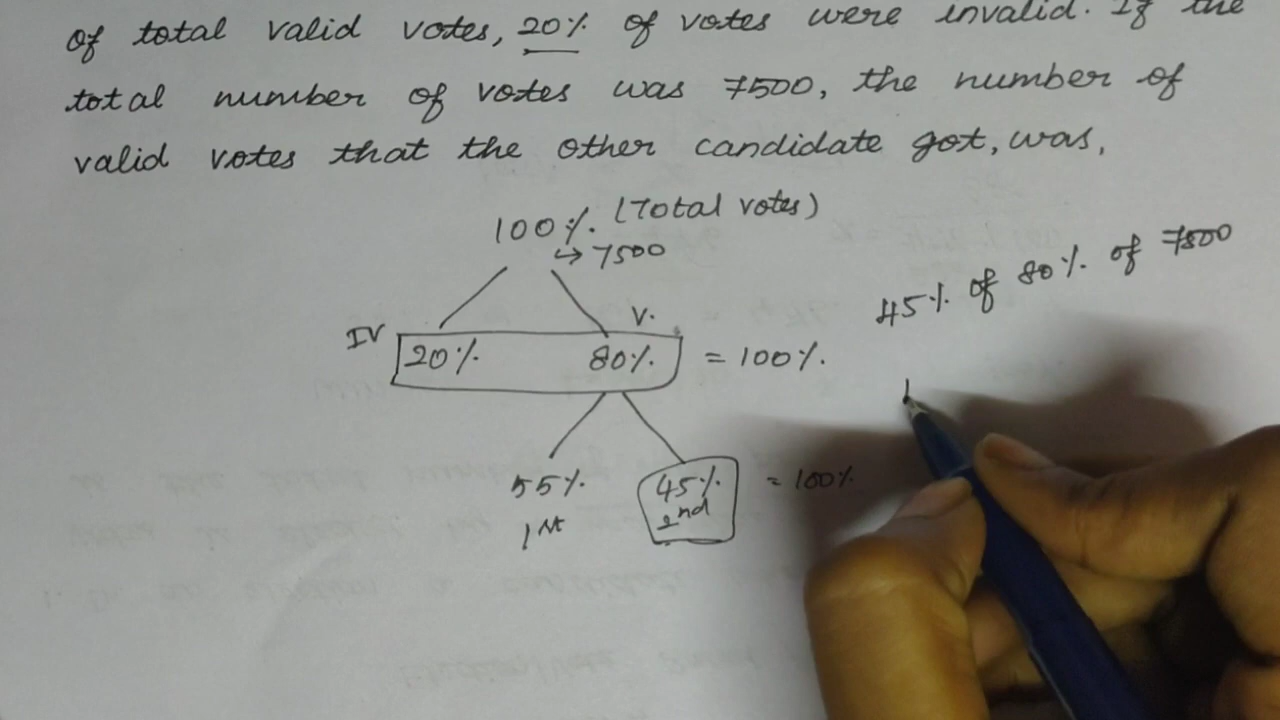 of total valid votes, 20% of votes were invalid. If the
total number of votes was 7500, the number of
valid votes that the other candidate got, was,
100%. (Total votes)
↳ 7500
45% of 80% of 7500
IV
V.
20% 80% = 100%.
55% 45% = 100%
1st 2nd